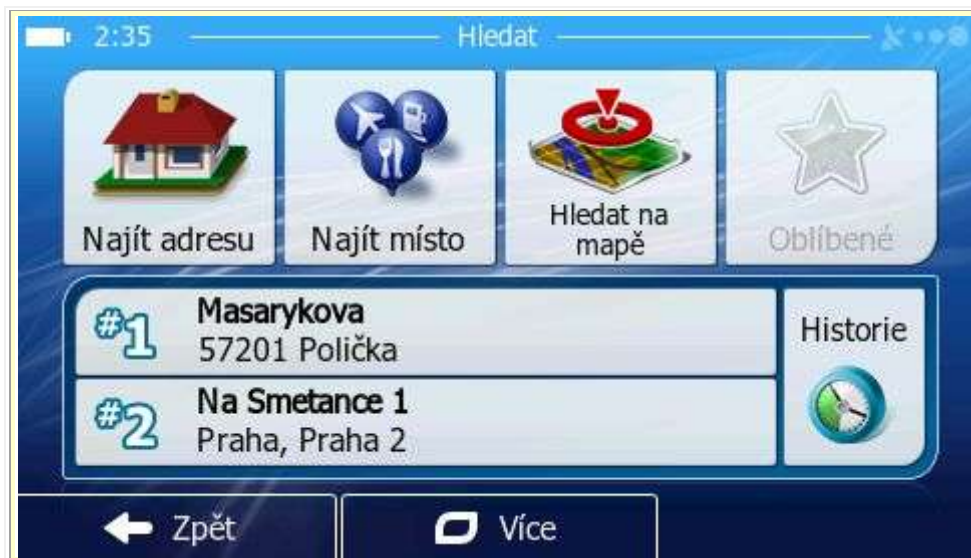 2:35 Hledat
Najít adresu
Najít místo
Hledat na
mapě
Oblíbené
#1 Masarykova
57201 Polička
#2 Na Smetance 1
Praha, Praha 2
Historie
Zpět
Více